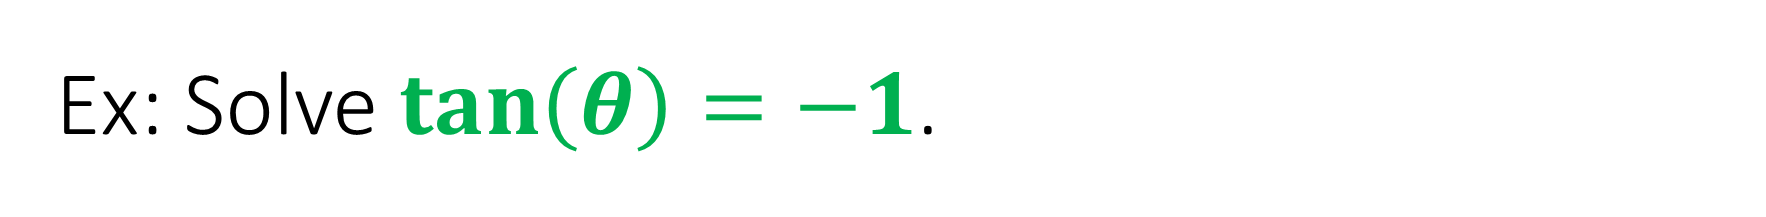 Ex: Solve tan(θ) = −1.